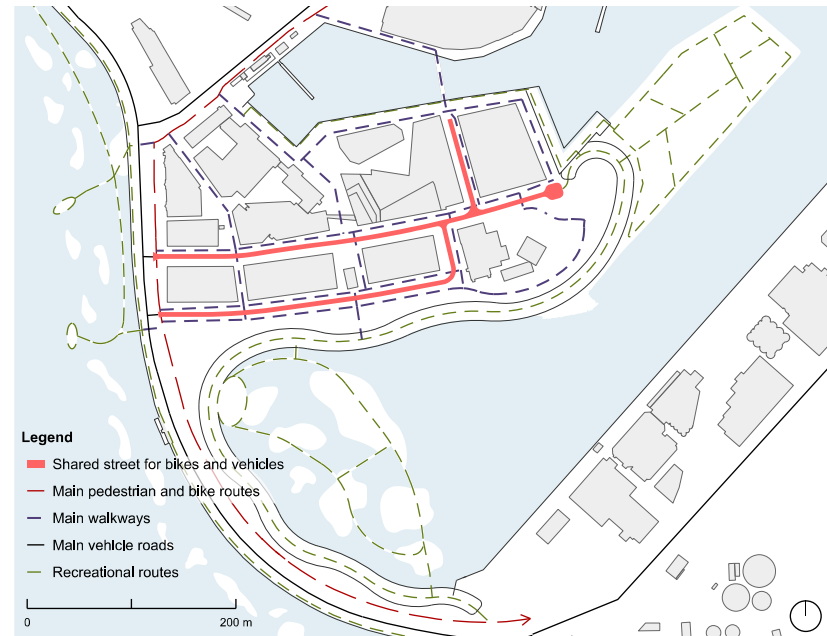 Legend
Shared street for bikes and vehicles
Main pedestrian and bike routes
Main walkways
Main vehicle roads
Recreational routes
0
200 m